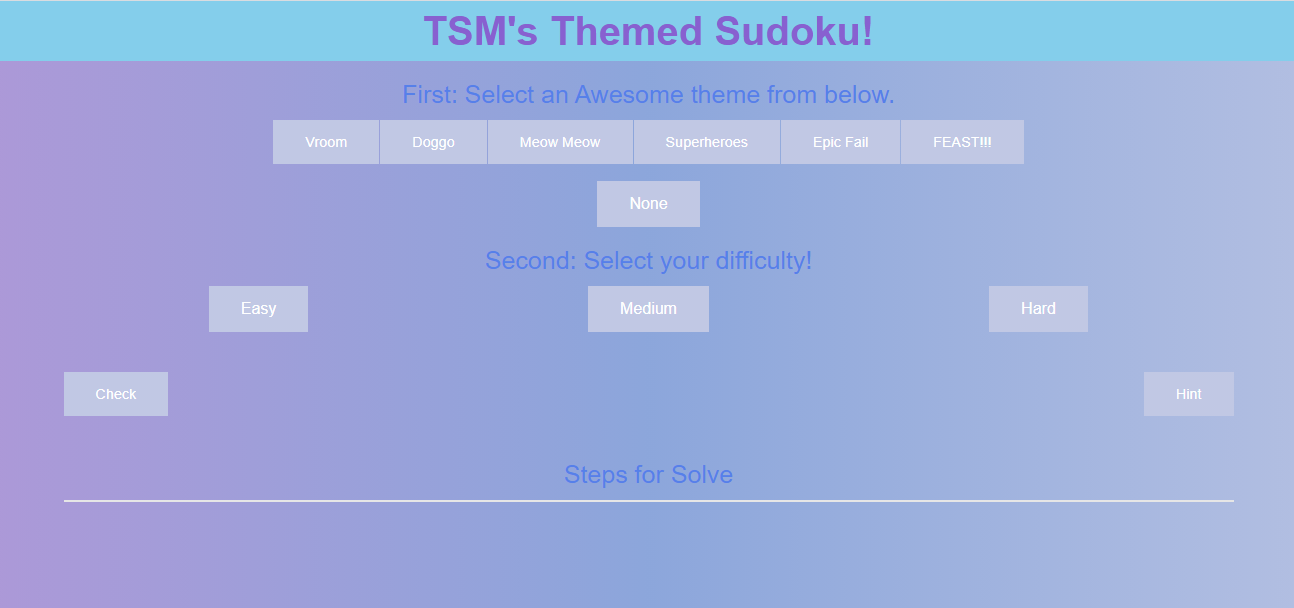 TSM's Themed Sudoku!
First: Select an Awesome theme from below.
Vroom Doggo Meow Meow Superheroes Epic Fail FEAST!!!
None
Second: Select your difficulty!
Easy Medium Hard
Check Hint
Steps for Solve